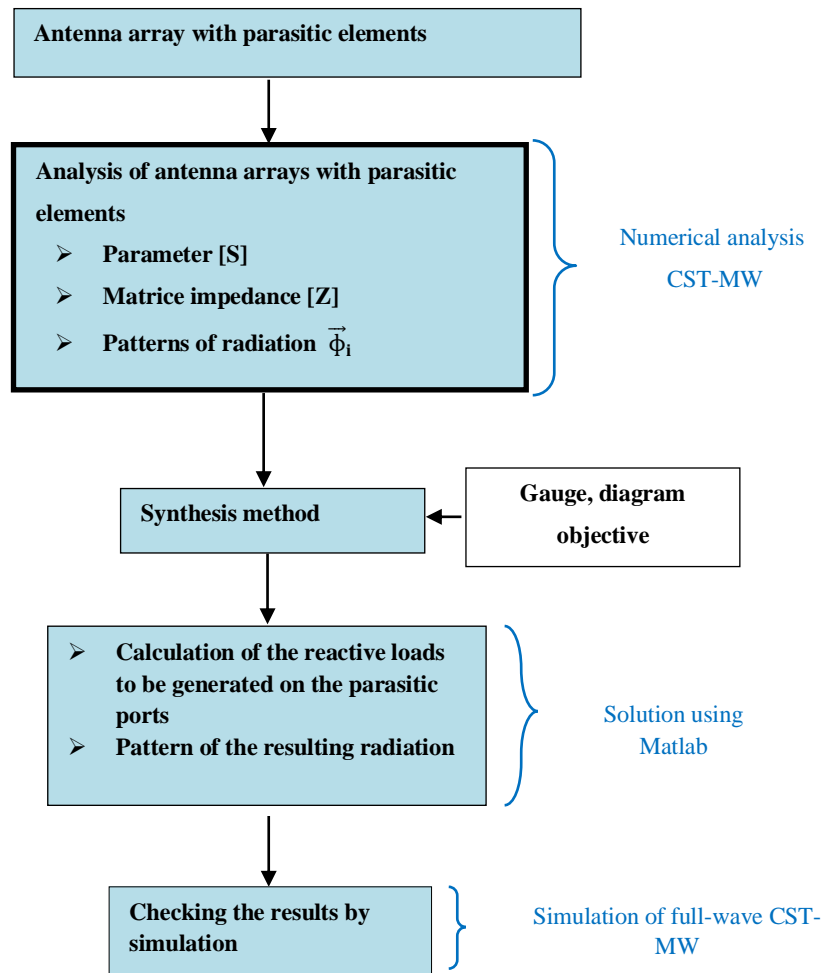 Antenna array with parasitic elements
Analysis of antenna arrays with parasitic
elements
➢ Parameter [S]
➢ Matrice impedance [Z]
➢ Patterns of radiation $\vec{\phi}_i$
Numerical analysis
CST-MW
Synthesis method
Gauge, diagram
objective
➢ Calculation of the reactive loads
to be generated on the parasitic
ports
➢ Pattern of the resulting radiation
Solution using
Matlab
Checking the results by
simulation
Simulation of full-wave CST-
MW